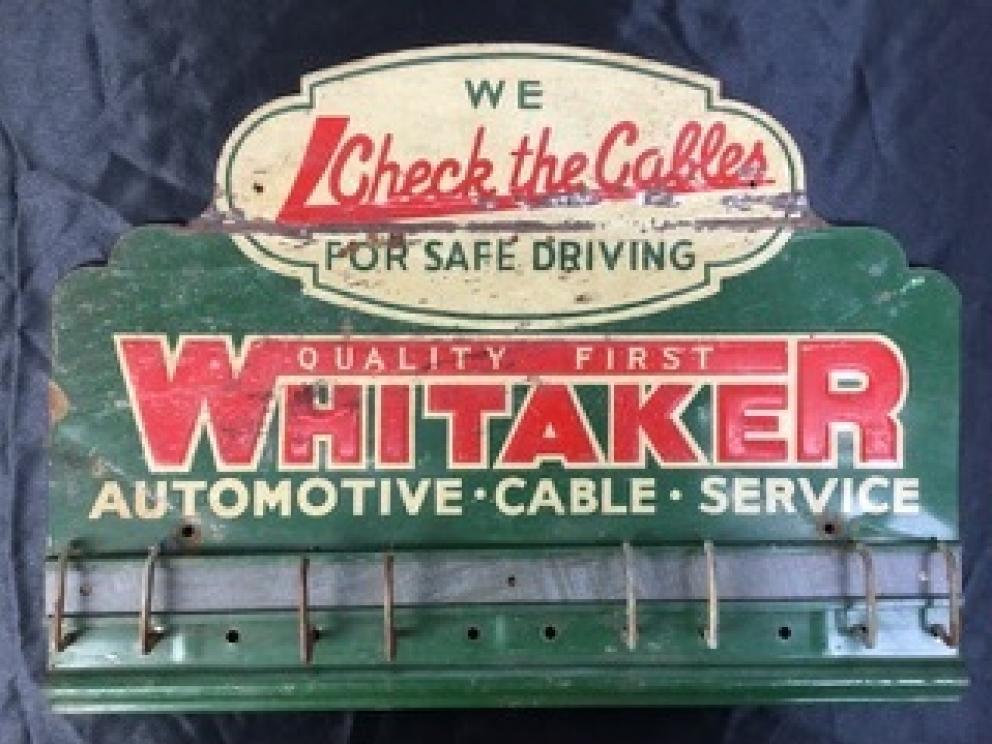 WE
Check the Cables
FOR SAFE DRIVING
QUALITY FIRST
WHITAKER
AUTOMOTIVE · CABLE · SERVICE